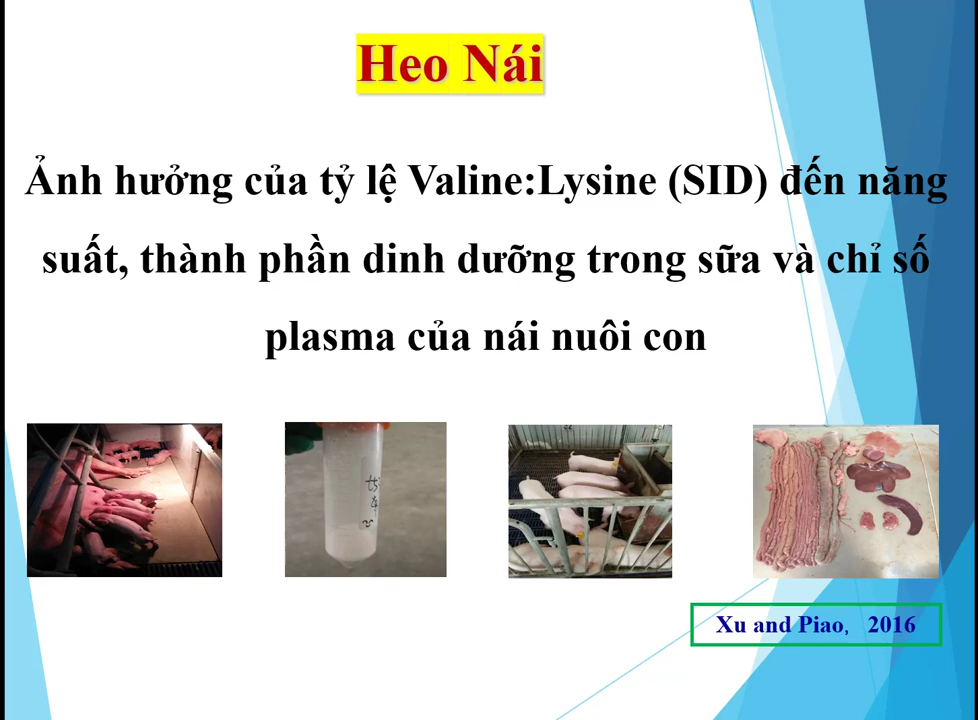 Heo Nái
Ảnh hưởng của tỷ lệ Valine:Lysine (SID) đến năng
suất, thành phần dinh dưỡng trong sữa và chỉ số
plasma của nái nuôi con
Xu and Piao, 2016